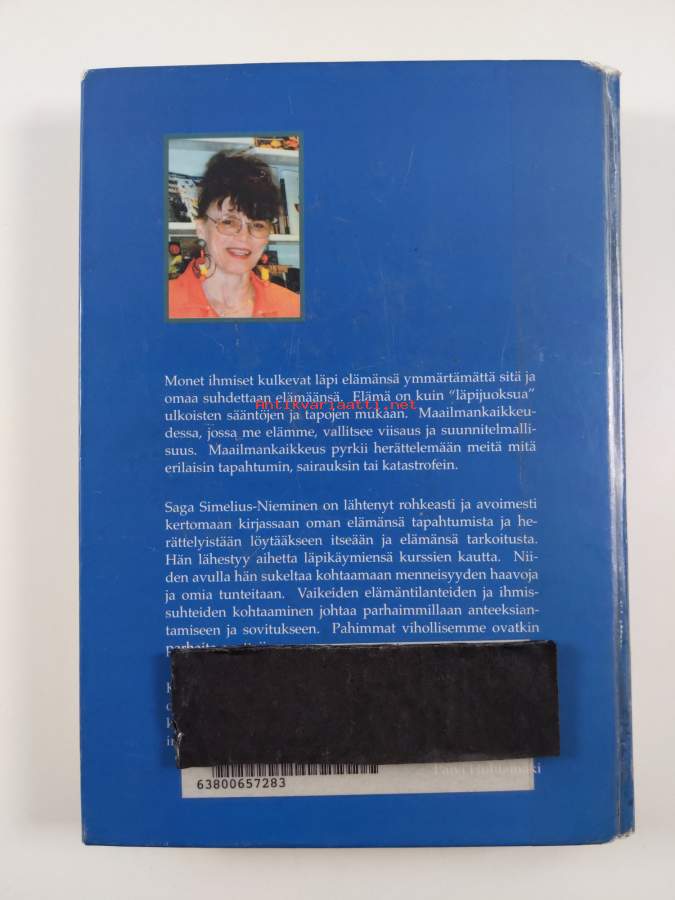 Monet ihmiset kulkevat läpi elämänsä ymmärtämättä sitä ja
omaa suhdettaan elämäänsä. Elämä on kuin "läpijuoksua"
Antikvariaatti.net
ulkoisten sääntöjen ja tapojen mukaan. Maailmankaikkeu-
dessa, jossa me elämme, vallitsee viisaus ja suunnitelmalli-
suus. Maailmankaikkeus pyrkii herättelemään meitä mitä
erilaisin tapahtumin, sairauksin tai katastrofein.
Saga Simelius-Nieminen on lähtenyt rohkeasti ja avoimesti
kertomaan kirjassaan oman elämänsä tapahtumista ja he-
rättelyistään löytääkseen itseään ja elämänsä tarkoitusta.
Hän lähestyy aihetta läpikäymiensä kurssien kautta. Nii-
den avulla hän sukeltaa kohtaamaan menneisyyden haavoja
ja omia tunteitaan. Vaikeiden elämäntilanteiden ja ihmis-
suhteiden kohtaaminen johtaa parhaimmillaan anteeksian-
tamiseen ja sovitukseen. Pahimmat vihollisemme ovatkin
63800657283